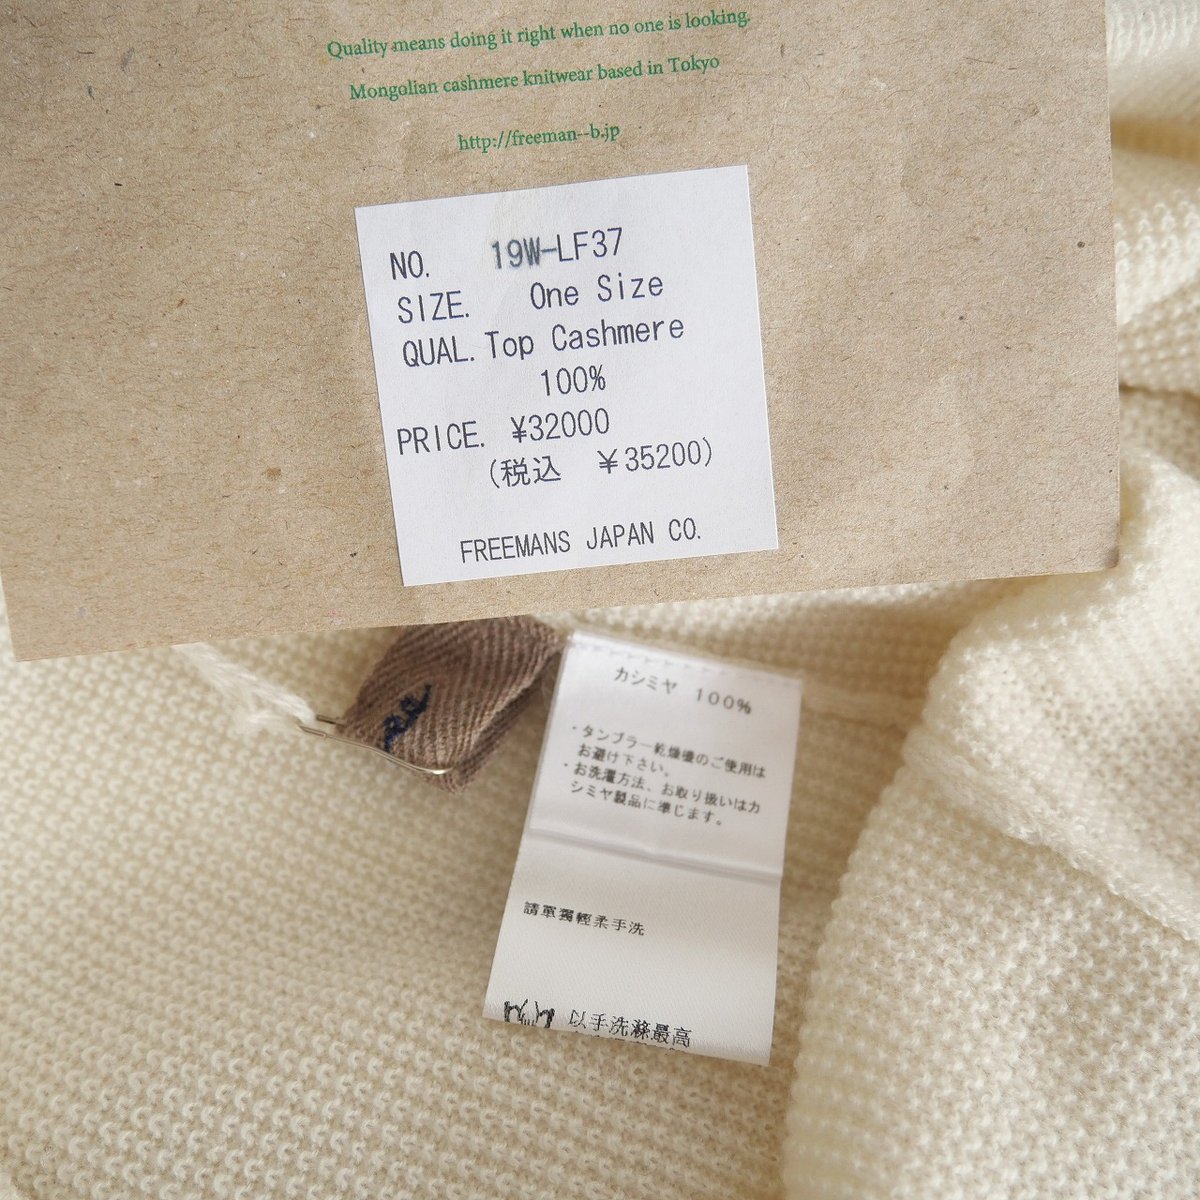 Quality means doing it right when no one is looking.
Mongolian cashmere knitwear based in Tokyo
http://freeman--b.jp
NO. 19W-LF37
SIZE. One Size
QUAL. Top Cashmere
100%
PRICE. ¥32000
(税込 ¥35200)
FREEMANS JAPAN CO.
カシミヤ 100%
・タンブラー乾燥機のご使用は
お避け下さい。
・お洗濯方法、お取り扱いはカ
シミヤ製品に準じます。
請單獨輕柔手洗
以手洗滌最高